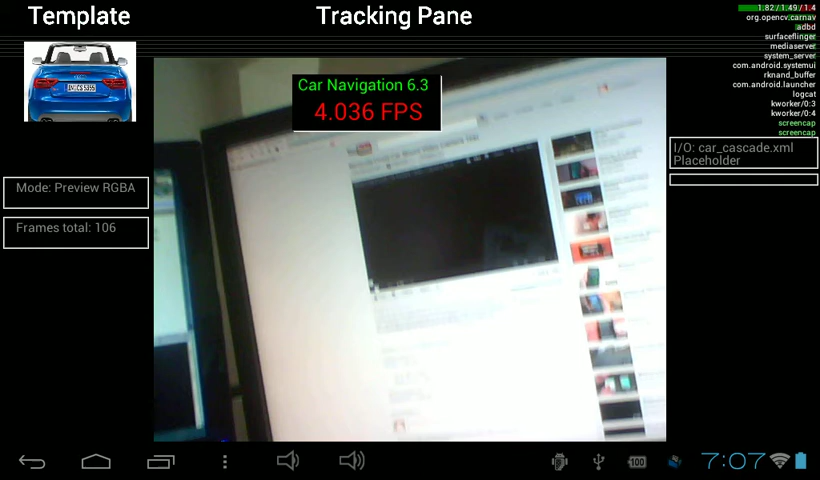 Template
Tracking Pane
1.82 / 1.49 / 1.4
org.opencv.carnav
adbd
surfaceflinger
mediaserver
system_server
com.android.systemui
rknand_buffer
com.android.launcher
logcat
kworker/0:3
kworker/0:4
screencap
screencap
Car Navigation 6.3
4.036 FPS
I/O: car_cascade.xml
Placeholder
Mode: Preview RGBA
Frames total: 106
100
7:07